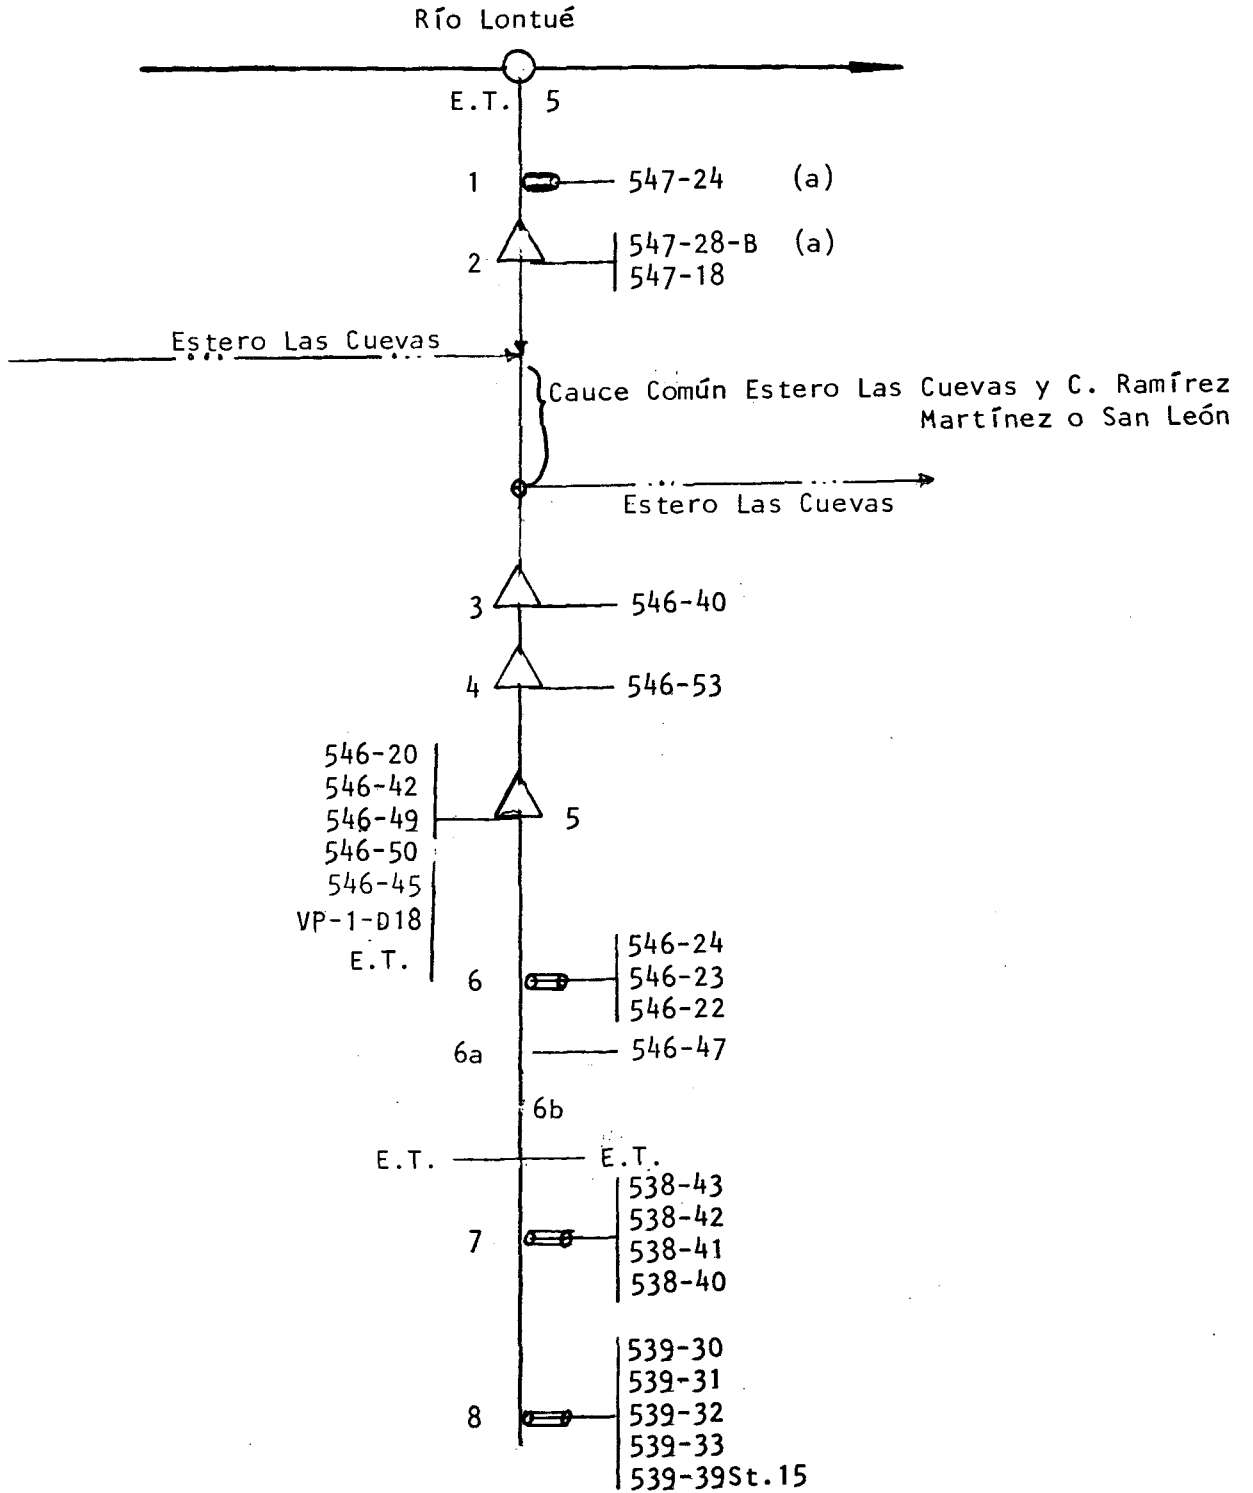 Río Lontué
E.T. 5
1 547-24 (a)
547-28-B (a)
2
547-18
Estero Las Cuevas
Cauce Común Estero Las Cuevas y C. Ramírez
Martínez o San León
Estero Las Cuevas
3 546-40
4 546-53
546-20
546-42
546-49
5
546-50
546-45
VP-1-D18
E.T.
546-24
6 546-23
546-22
6a 546-47
6b
E.T. E.T.
538-43
538-42
7
538-41
538-40
539-30
539-31
8 539-32
539-33
539-39St.15